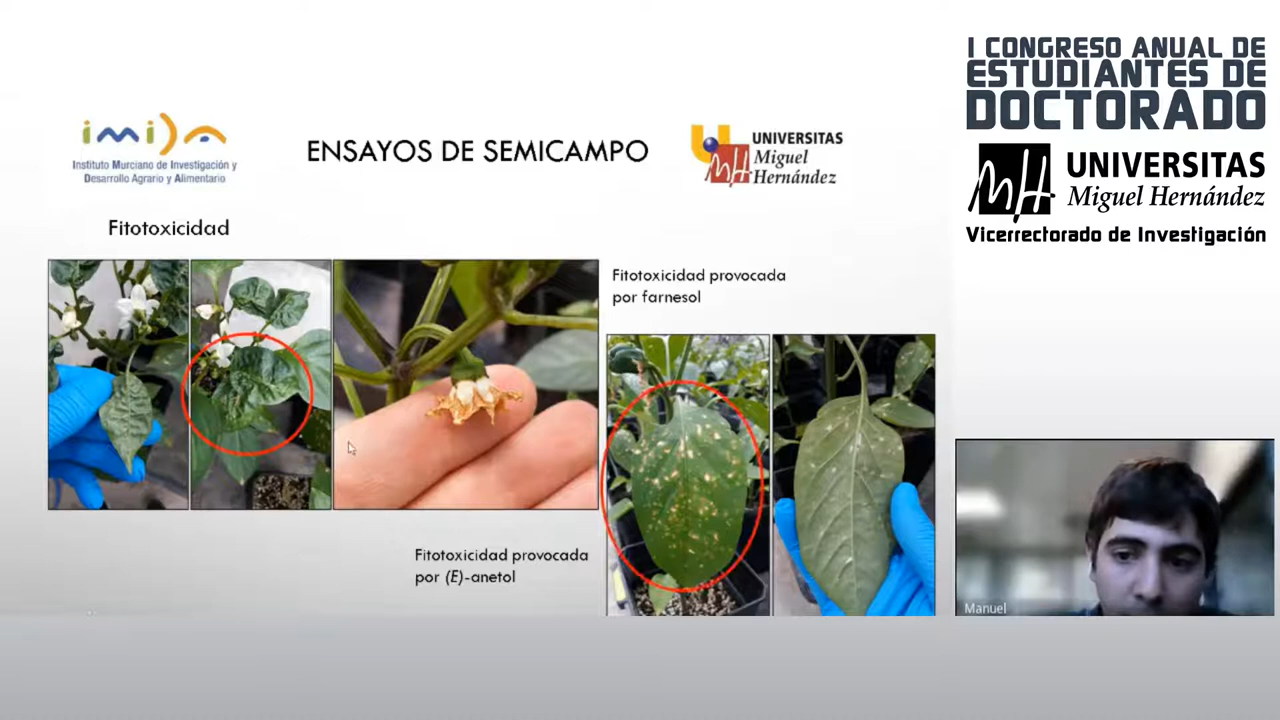 I CONGRESO ANUAL DE
ESTUDIANTES DE
DOCTORADO
UNIVERSITAS
Miguel Hernández
Vicerrectorado de Investigación
imida
Instituto Murciano de Investigación y
Desarrollo Agrario y Alimentario
ENSAYOS DE SEMICAMPO
UNIVERSITAS
Miguel
Hernández
Fitotoxicidad
Fitotoxicidad provocada
por farnesol
Fitotoxicidad provocada
por (E)-anetol
Manuel